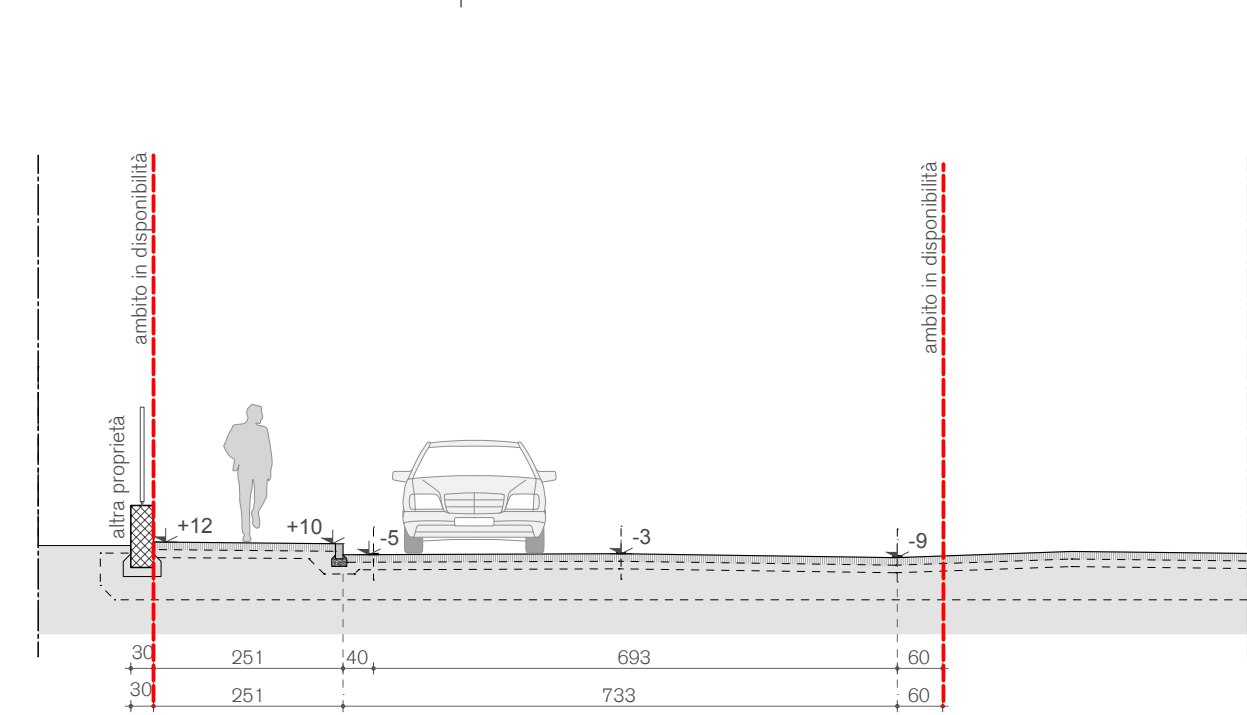 ambito in disponibilità
ambito in disponibilità
altra proprietà
+12
+10
-5
-3
-9
30 251 40 693 60
30 251 733 60